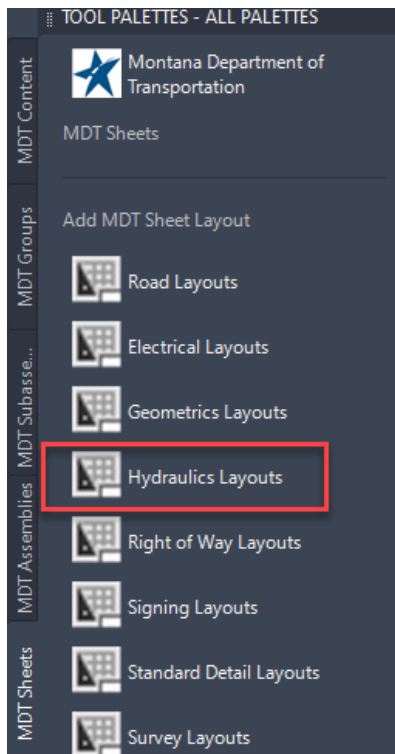 TOOL PALETTES - ALL PALETTES
Montana Department of
Transportation
MDT Sheets
Add MDT Sheet Layout
Road Layouts
Electrical Layouts
Geometrics Layouts
Hydraulics Layouts
Right of Way Layouts
Signing Layouts
Standard Detail Layouts
Survey Layouts
MDT Content
MDT Groups
MDT Subasse...
MDT Assemblies
MDT Sheets